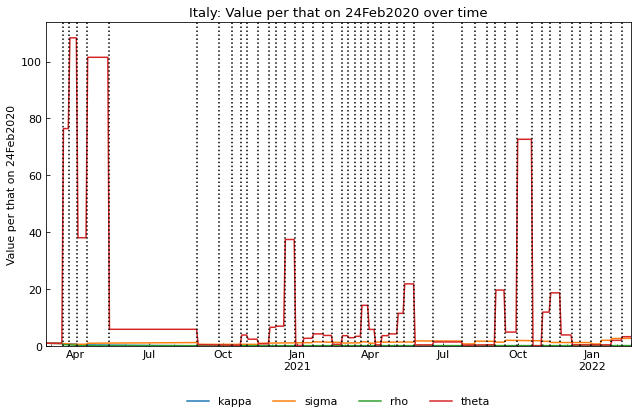 Italy: Value per that on 24Feb2020 over time
Value per that on 24Feb2020
100
80
60
40
20
0
Apr Jul Oct Jan Apr Jul Oct Jan
2021 2022
kappa sigma rho theta